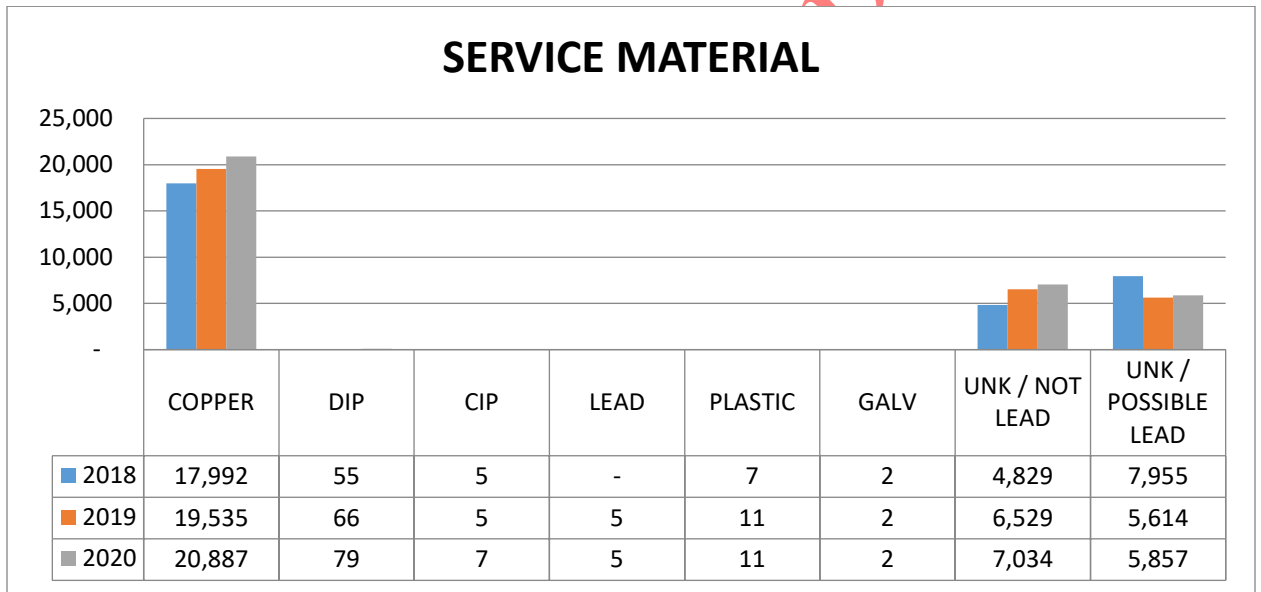 SERVICE MATERIAL
25,000
20,000
15,000
10,000
5,000
-
COPPER DIP CIP LEAD PLASTIC GALV UNK / NOT LEAD UNK / POSSIBLE LEAD
2018 17,992 55 5 - 7 2 4,829 7,955
2019 19,535 66 5 5 11 2 6,529 5,614
2020 20,887 79 7 5 11 2 7,034 5,857